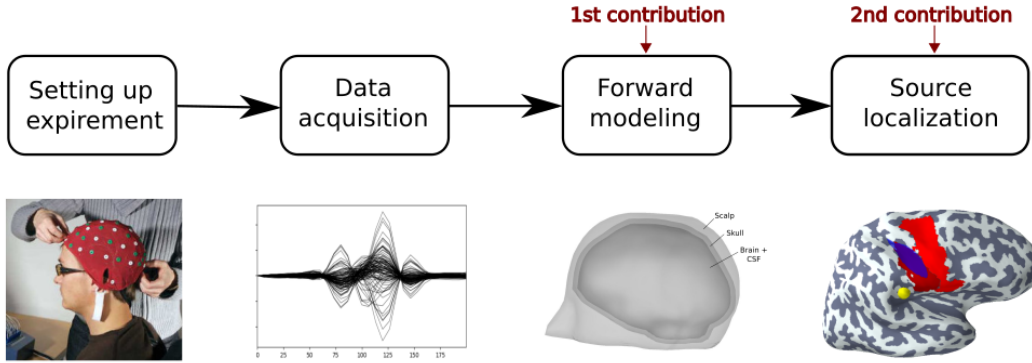 1st contribution
2nd contribution
Setting up
expirement
Data
acquisition
Forward
modeling
Source
localization
Scalp
Skull
Brain +
CSF
0 25 50 75 100 125 150 175